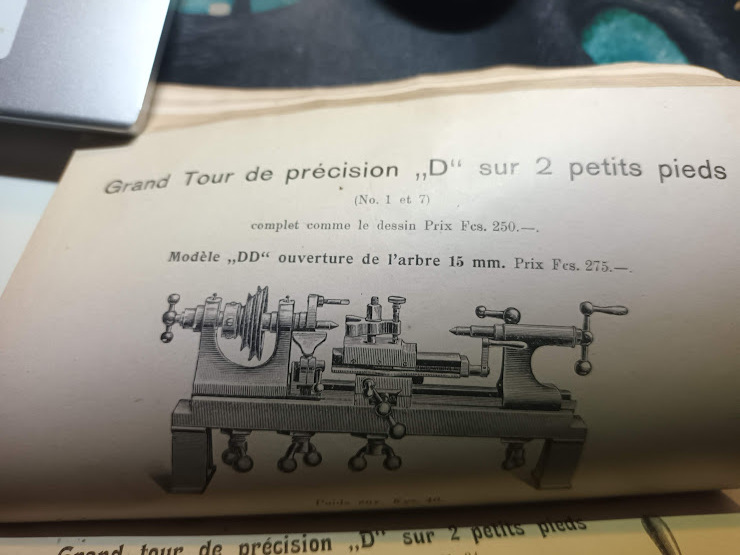 Grand Tour de précision „D“ sur 2 petits pieds
(No. 1 et 7)
complet comme le dessin Prix Fcs. 250.—.
Modèle „DD“ ouverture de l'arbre 15 mm. Prix Fcs. 275.—.
Grand tour de précision „D“ sur 2 petits pieds